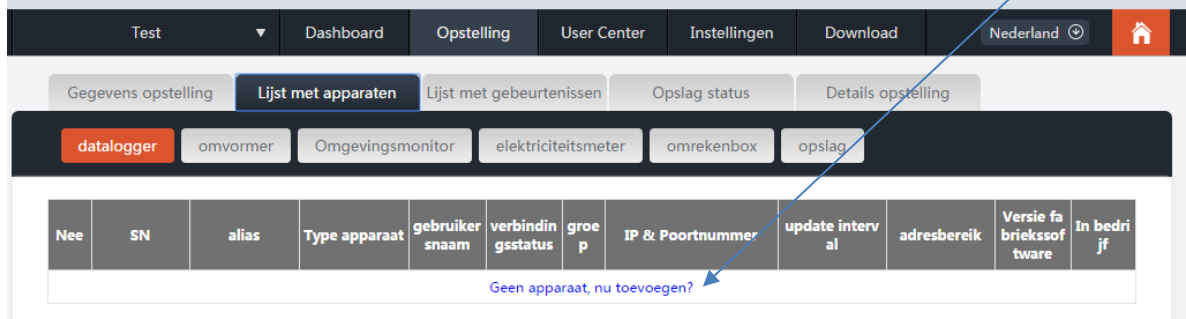 Test ▼ Dashboard Opstelling User Center Instellingen Download Nederland
Gegevens opstelling Lijst met apparaten Lijst met gebeurtenissen Opslag status Details opstelling
datalogger omvormer Omgevingsmonitor elektriciteitsmeter omrekenbox opslag
Nee SN alias Type apparaat gebruiker
snaam verbindin
gsstatus groe
p IP & Poortnummer update interv
al adresbereik Versie fa
briekssof
tware In bedri
jf
Geen apparaat, nu toevoegen?